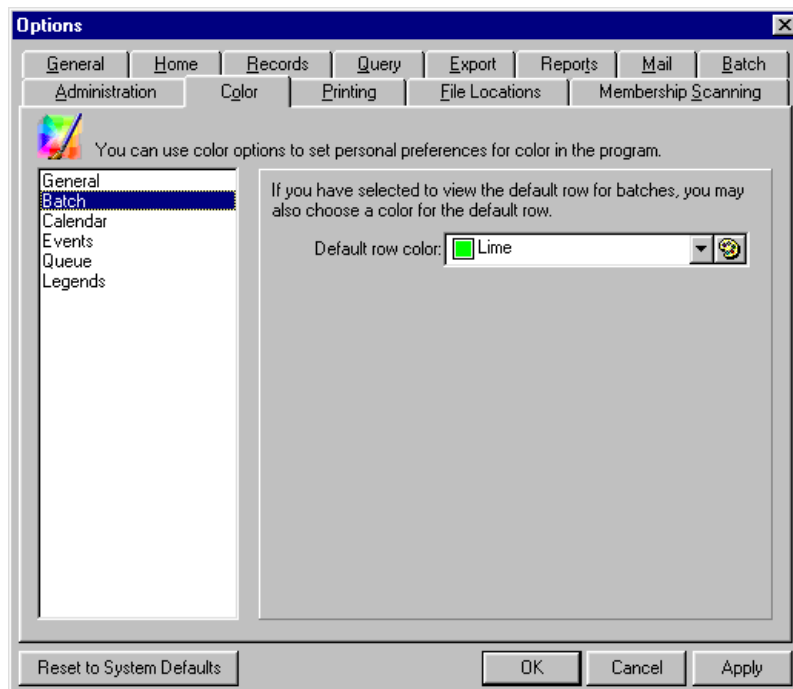 Options
General Home Records Query Export Reports Mail Batch
Administration Color Printing File Locations Membership Scanning
You can use color options to set personal preferences for color in the program.
General
Batch
Calendar
Events
Queue
Legends
If you have selected to view the default row for batches, you may
also choose a color for the default row.
Default row color: Lime
Reset to System Defaults OK Cancel Apply